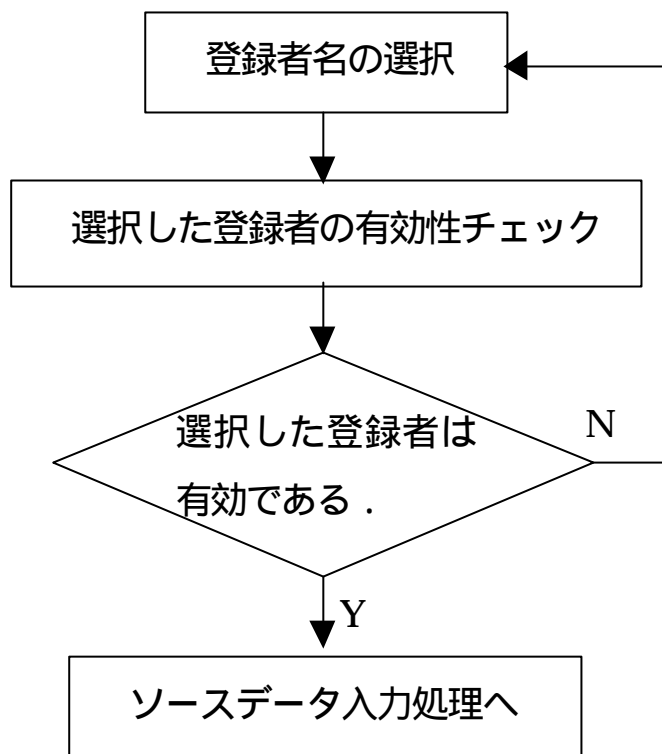 登録者名の選択
選択した登録者の有効性チェック
選択した登録者は
有効である．
N
Y
ソースデータ入力処理へ